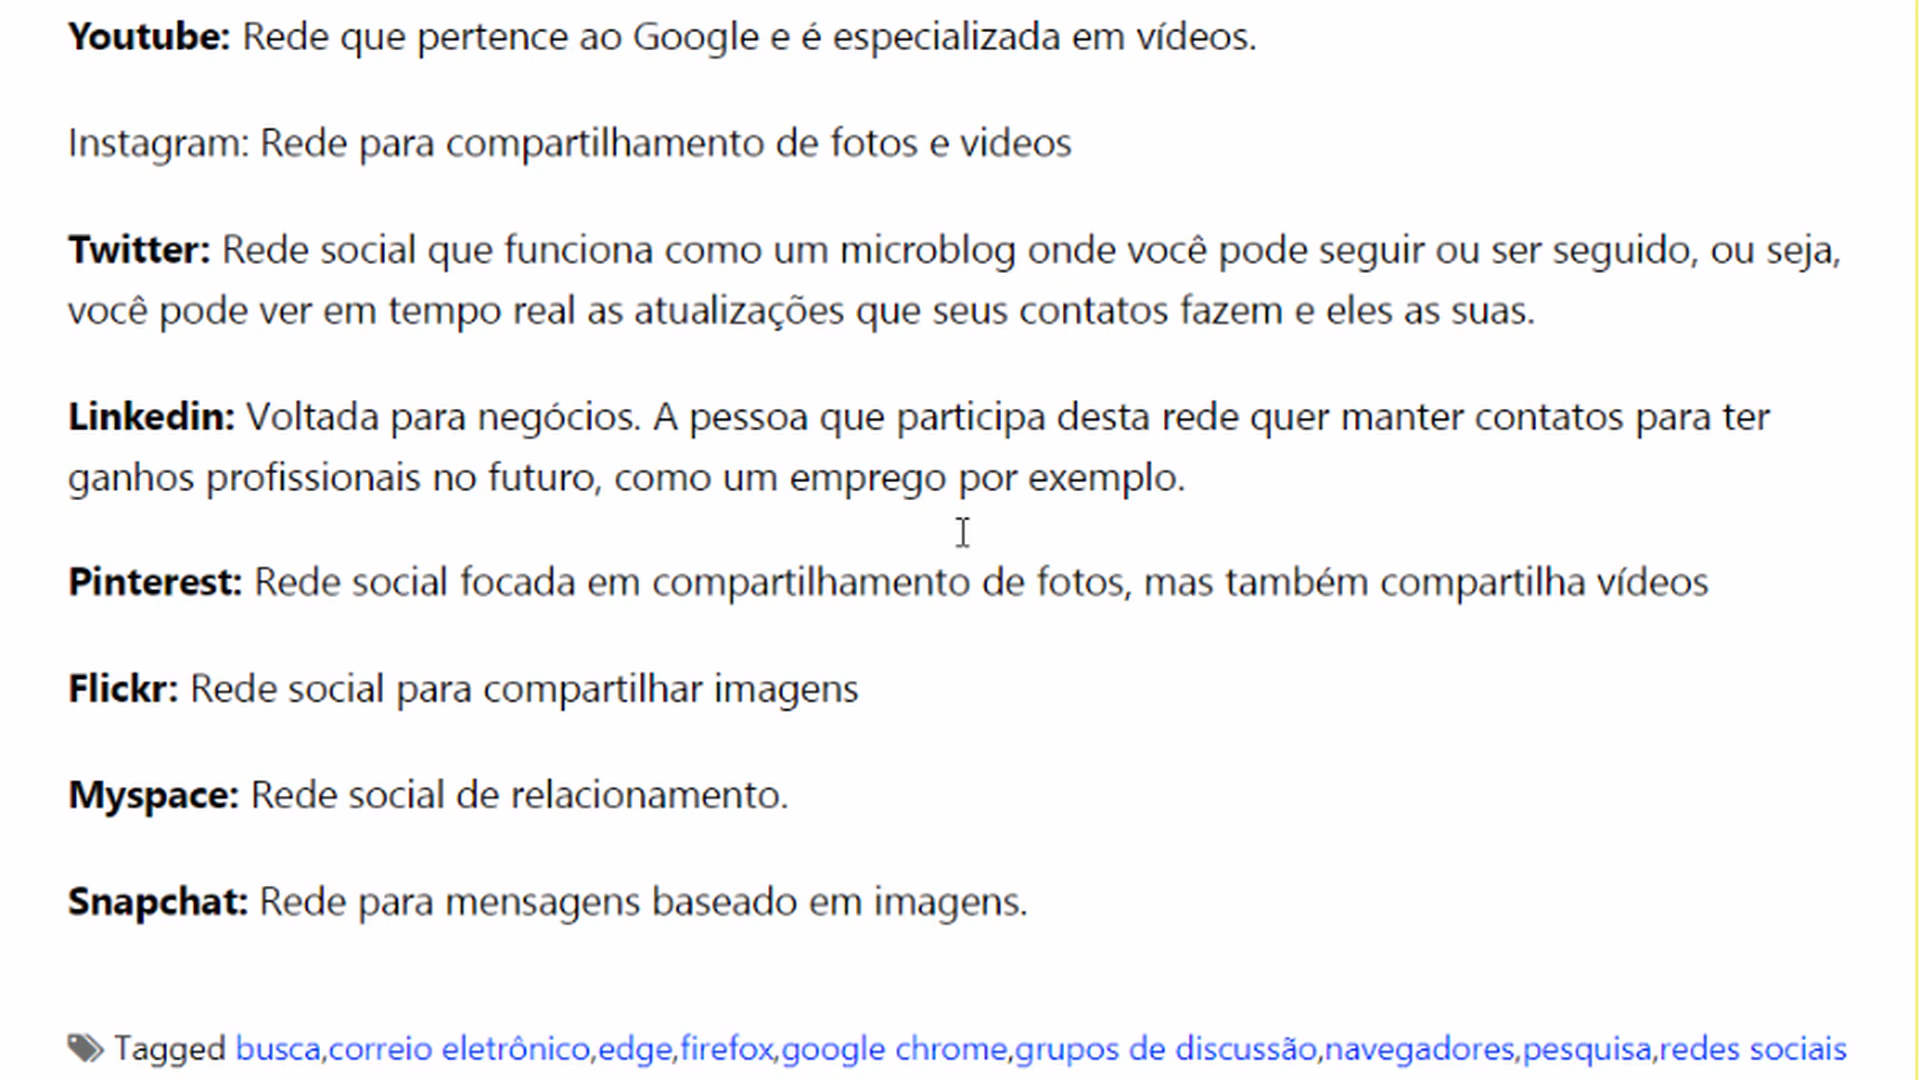 Youtube: Rede que pertence ao Google e é especializada em vídeos.
Instagram: Rede para compartilhamento de fotos e videos
Twitter: Rede social que funciona como um microblog onde você pode seguir ou ser seguido, ou seja,
você pode ver em tempo real as atualizações que seus contatos fazem e eles as suas.
Linkedin: Voltada para negócios. A pessoa que participa desta rede quer manter contatos para ter
ganhos profissionais no futuro, como um emprego por exemplo.
Pinterest: Rede social focada em compartilhamento de fotos, mas também compartilha vídeos
Flickr: Rede social para compartilhar imagens
Myspace: Rede social de relacionamento.
Snapchat: Rede para mensagens baseado em imagens.
Tagged busca,correio eletrônico,edge,firefox,google chrome,grupos de discussão,navegadores,pesquisa,redes sociais